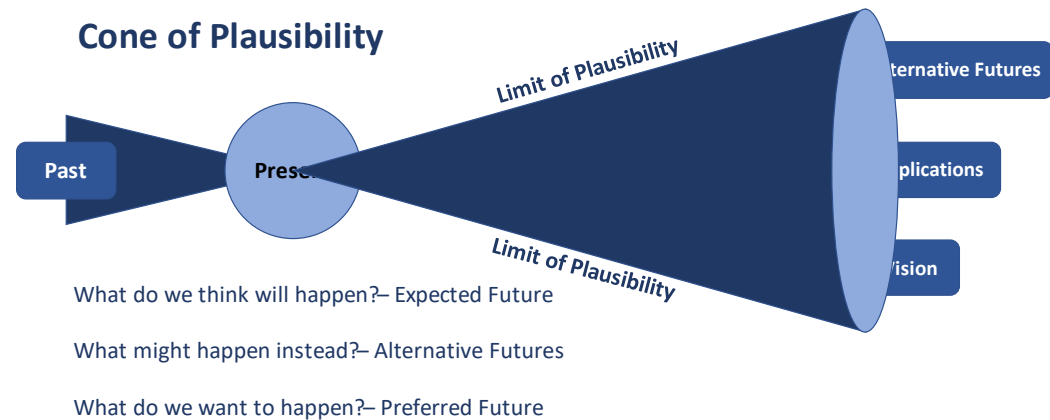 Cone of Plausibility
Limit of Plausibility
ternative Futures
Past
Prese
plications
Limit of Plausibility
ision
What do we think will happen?– Expected Future
What might happen instead?– Alternative Futures
What do we want to happen?– Preferred Future